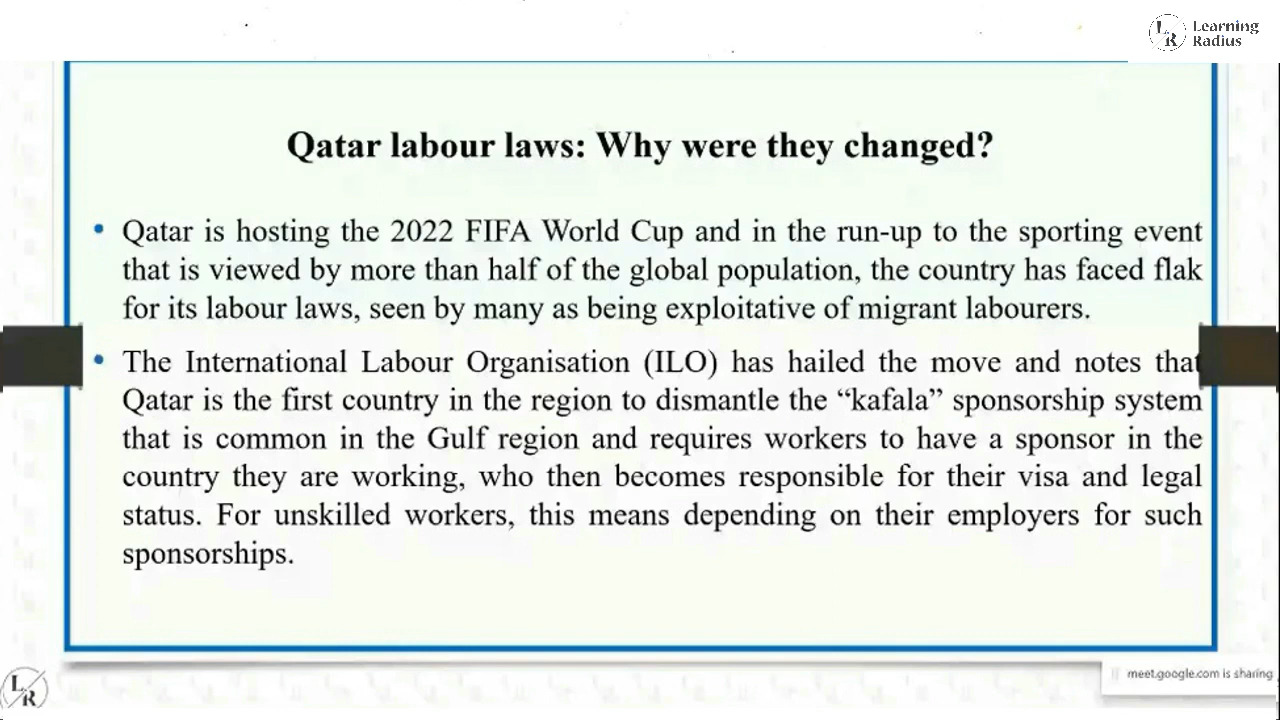 Learning
Radius
Qatar labour laws: Why were they changed?
• Qatar is hosting the 2022 FIFA World Cup and in the run-up to the sporting event
that is viewed by more than half of the global population, the country has faced flak
for its labour laws, seen by many as being exploitative of migrant labourers.
• The International Labour Organisation (ILO) has hailed the move and notes that
Qatar is the first country in the region to dismantle the “kafala” sponsorship system
that is common in the Gulf region and requires workers to have a sponsor in the
country they are working, who then becomes responsible for their visa and legal
status. For unskilled workers, this means depending on their employers for such
sponsorships.
LR
meet.google.com is sharing